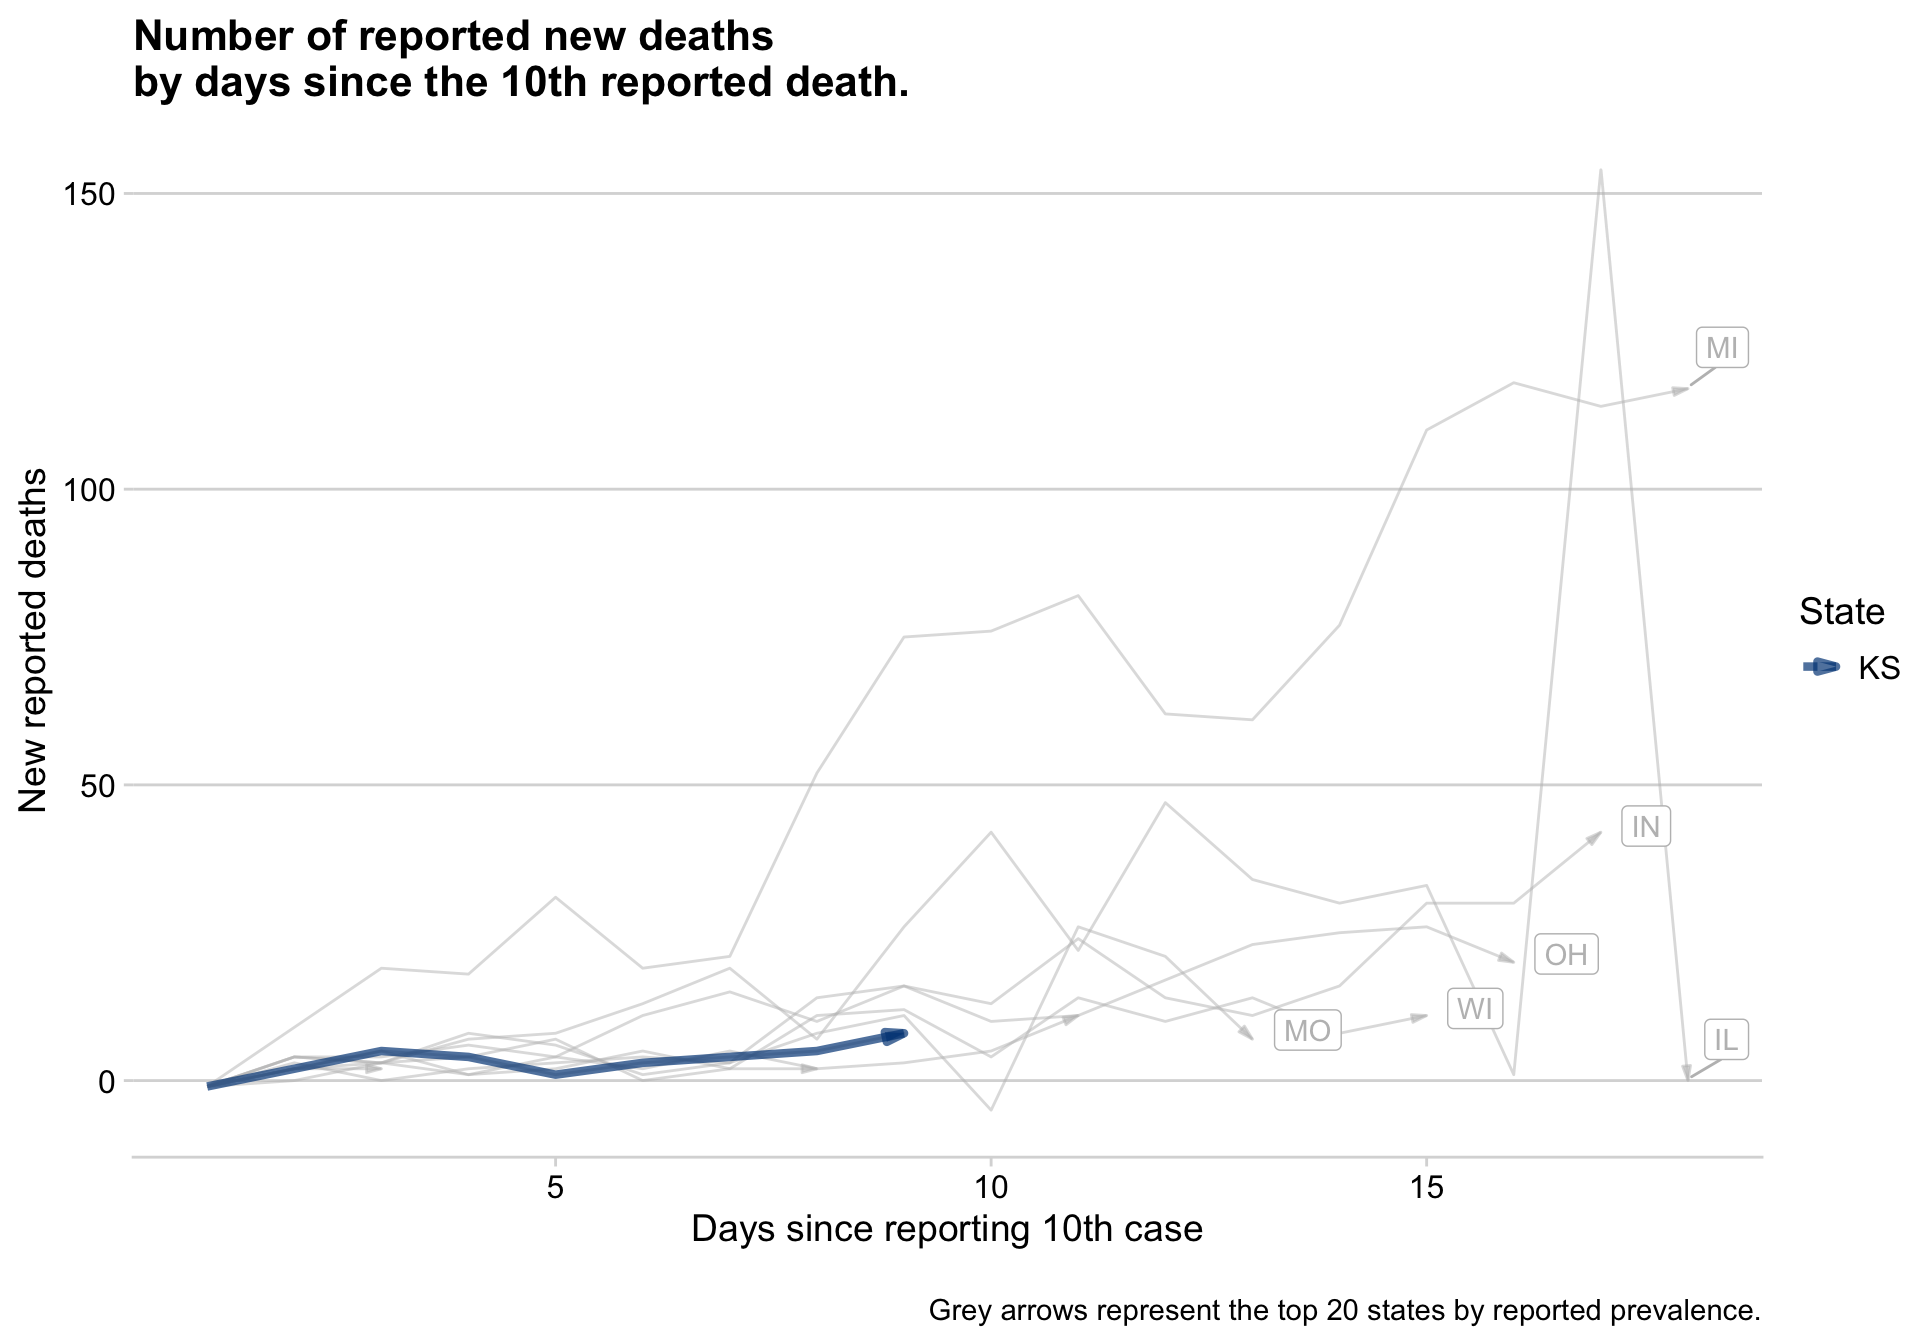 Number of reported new deaths
by days since the 10th reported death.
150
100
50
0
New reported deaths
MI
IN
OH
WI
MO
IL
State
KS
5
10
15
Days since reporting 10th case
Grey arrows represent the top 20 states by reported prevalence.